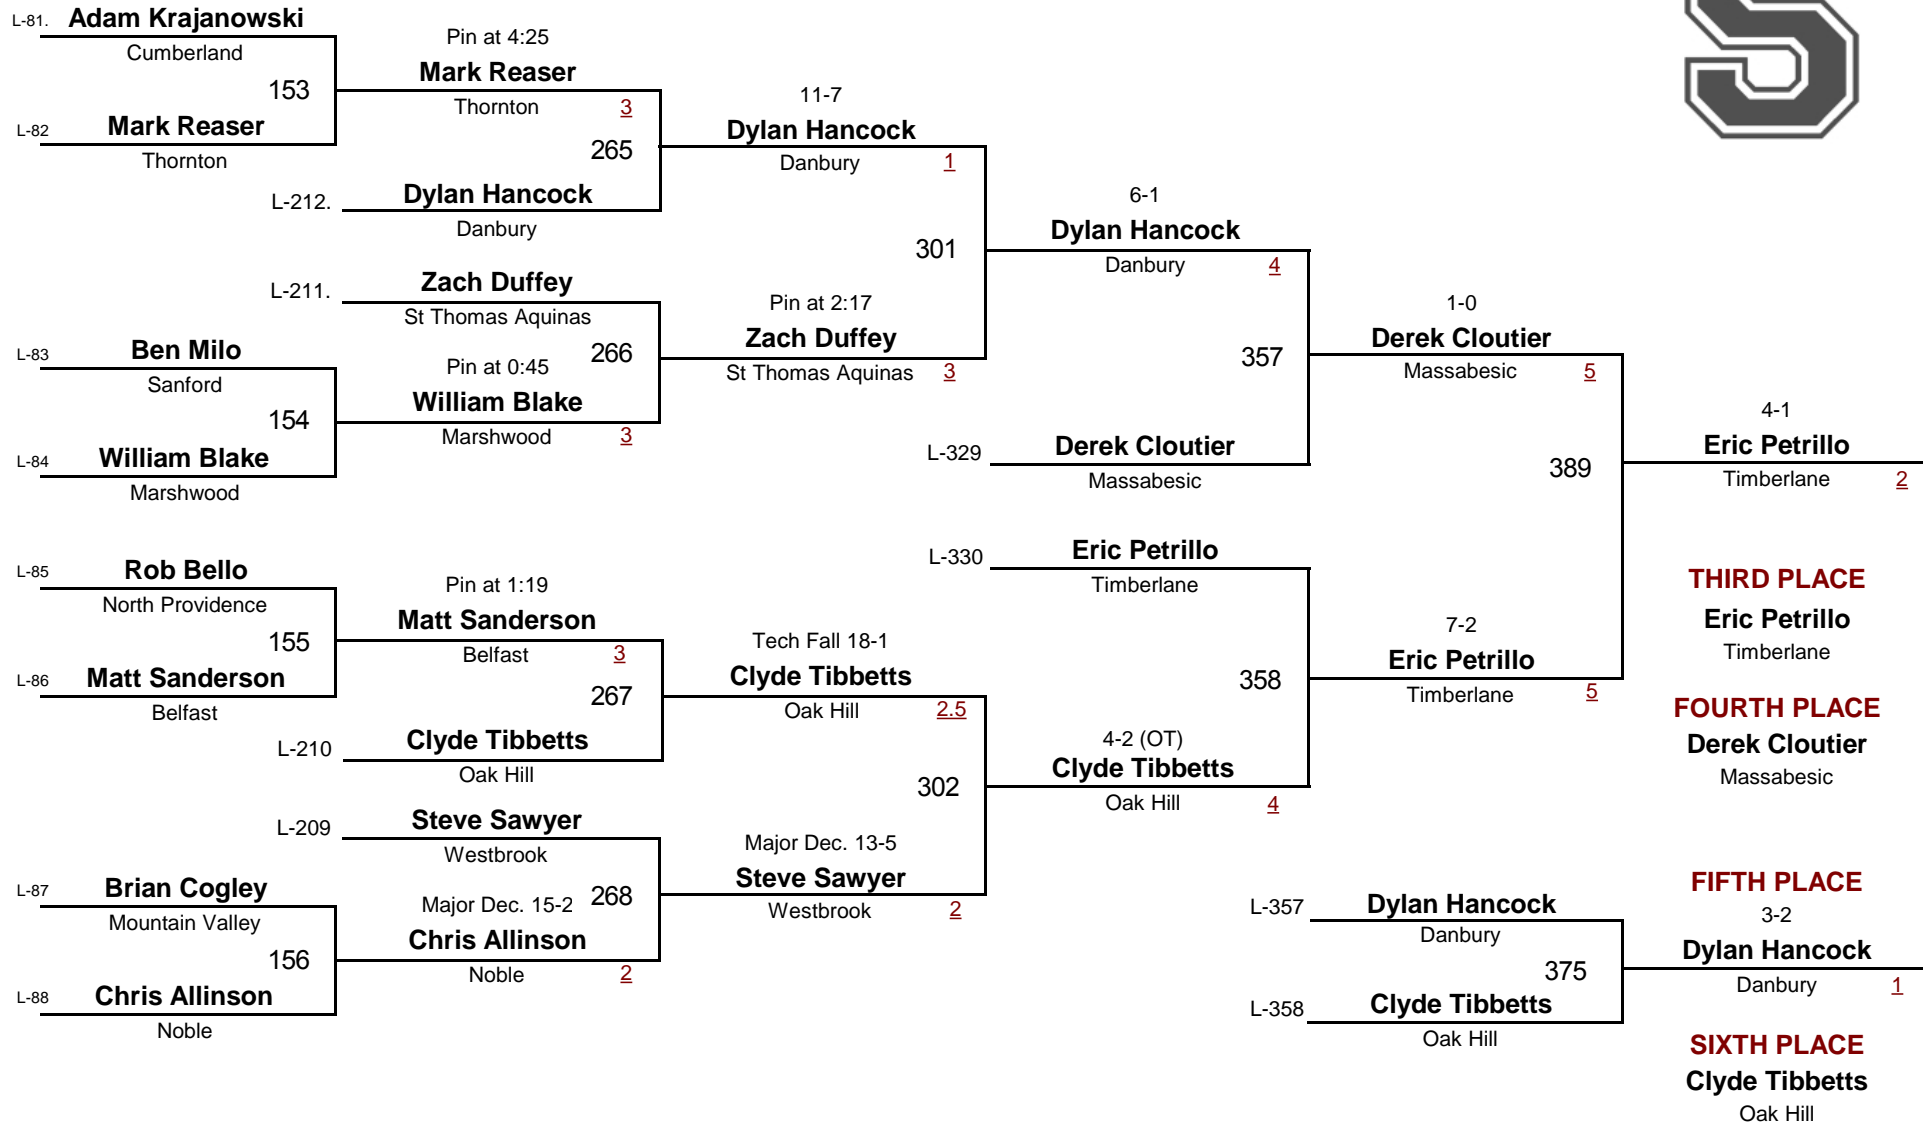 L-81. Adam Krajanowski
Cumberland
153
L-82 Mark Reaser
Thornton
Pin at 4:25
Mark Reaser
Thornton 3
265
L-212. Dylan Hancock
Danbury
11-7
Dylan Hancock
Danbury 1
301
L-211. Zach Duffey
St Thomas Aquinas
266
L-83 Ben Milo
Sanford
154
L-84 William Blake
Marshwood
Pin at 0:45
William Blake
Marshwood 3
Pin at 2:17
Zach Duffey
St Thomas Aquinas 3
6-1
Dylan Hancock
Danbury 4
357
L-329 Derek Cloutier
Massabesic
1-0
Derek Cloutier
Massabesic 5
389
4-1
Eric Petrillo
Timberlane 2
L-85 Rob Bello
North Providence
155
L-86 Matt Sanderson
Belfast
Pin at 1:19
Matt Sanderson
Belfast 3
267
L-210 Clyde Tibbetts
Oak Hill
Tech Fall 18-1
Clyde Tibbetts
Oak Hill 2.5
302
L-209 Steve Sawyer
Westbrook
268
L-87 Brian Cogley
Mountain Valley
156
L-88 Chris Allinson
Noble
Major Dec. 15-2
Chris Allinson
Noble 2
Major Dec. 13-5
Steve Sawyer
Westbrook 2
L-330 Eric Petrillo
Timberlane
358
4-2 (OT)
Clyde Tibbetts
Oak Hill 4
7-2
Eric Petrillo
Timberlane 5
THIRD PLACE
Eric Petrillo
Timberlane
FOURTH PLACE
Derek Cloutier
Massabesic
L-357 Dylan Hancock
Danbury
375
L-358 Clyde Tibbetts
Oak Hill
FIFTH PLACE
3-2
Dylan Hancock
Danbury 1
SIXTH PLACE
Clyde Tibbetts
Oak Hill
S